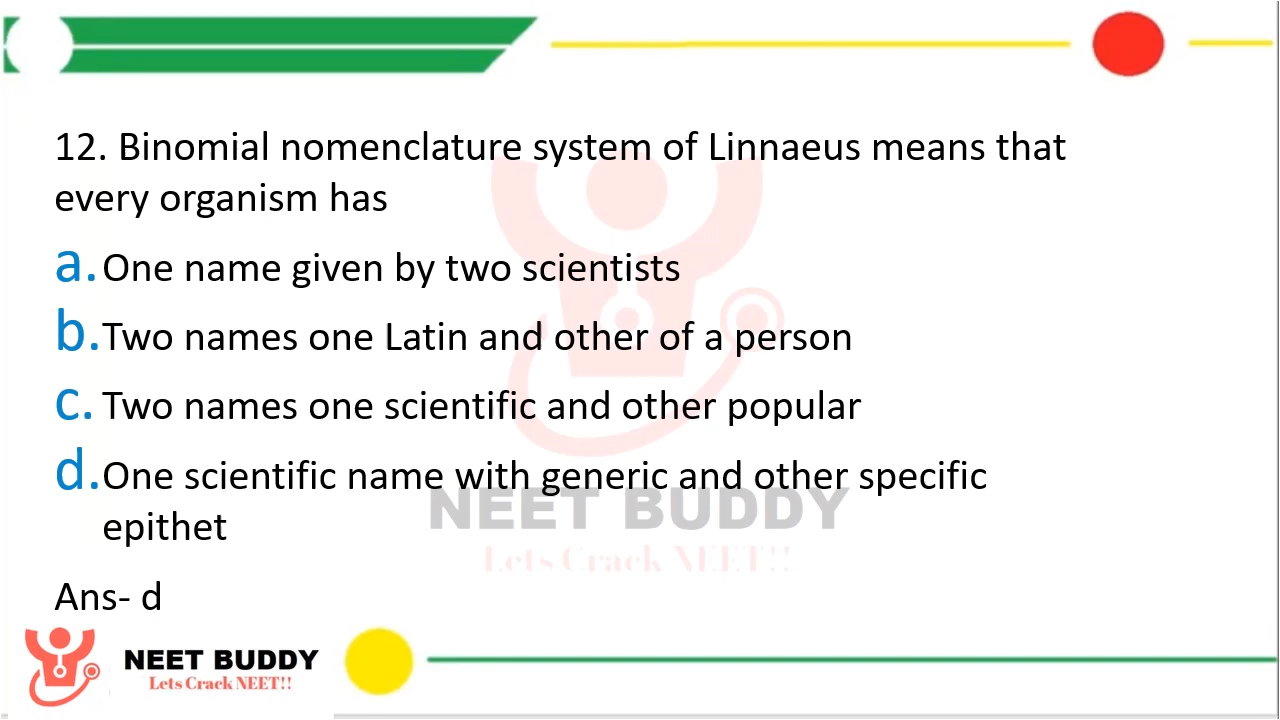 12. Binomial nomenclature system of Linnaeus means that
every organism has
a. One name given by two scientists
b. Two names one Latin and other of a person
c. Two names one scientific and other popular
d. One scientific name with generic and other specific
epithet
NEET BUDDY
Lets Crack NEET!!
Ans- d
NEET BUDDY
Lets Crack NEET!!